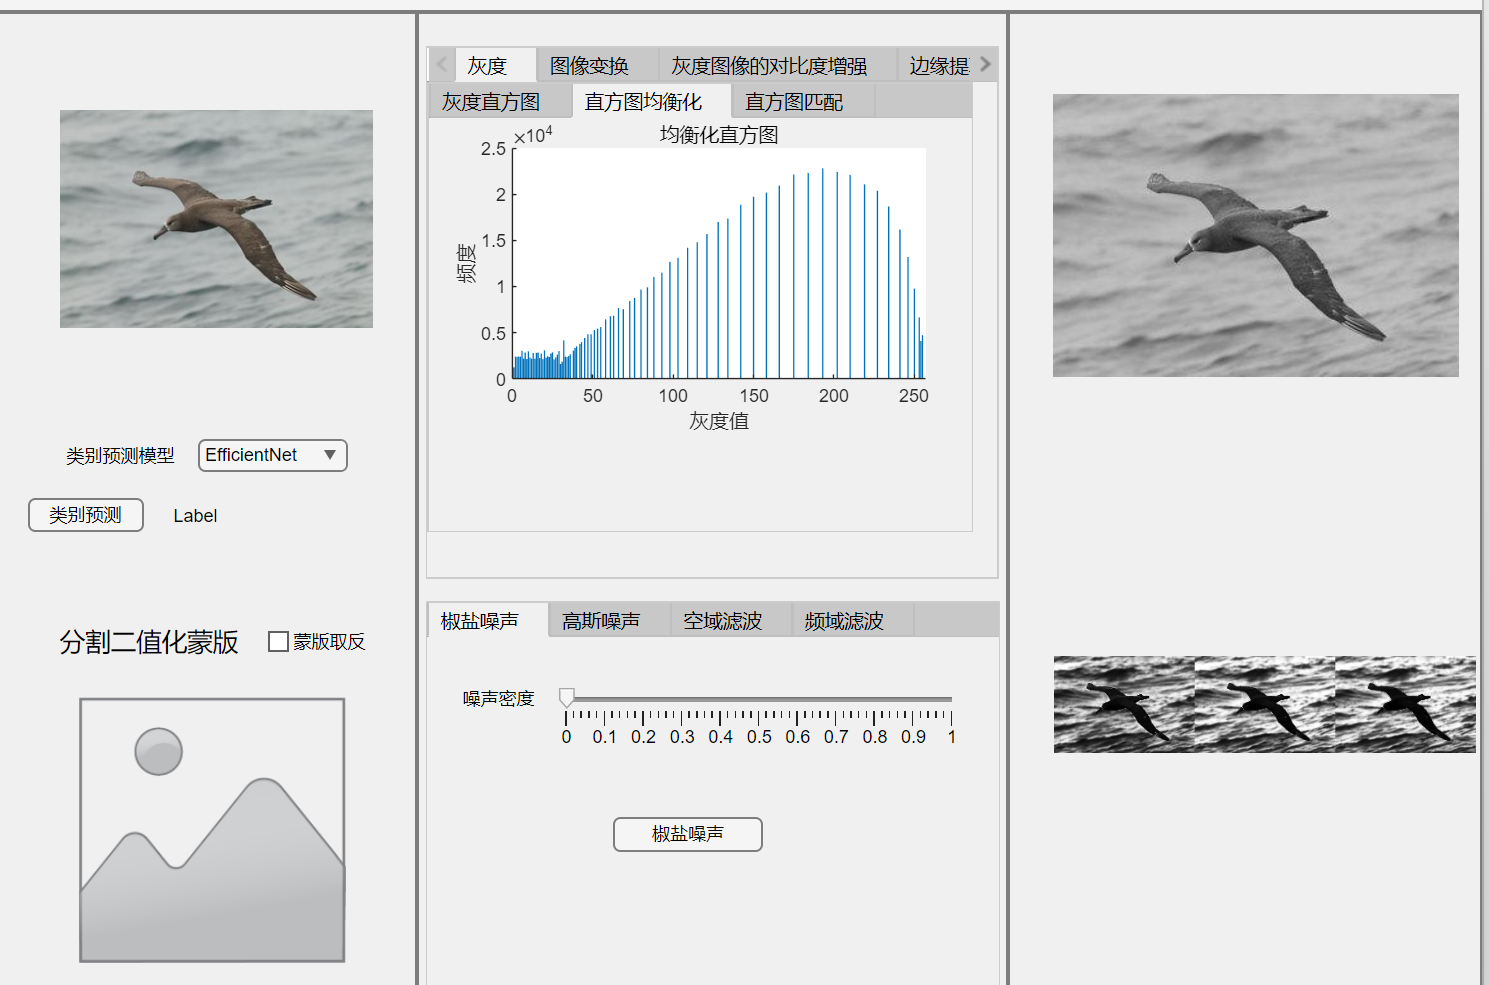 灰度 图像变换 灰度图像的对比度增强 边缘提
灰度直方图 直方图均衡化 直方图匹配
×10⁴ 均衡化直方图
2.5
2
1.5
1
0.5
0
频度
0 50 100 150 200 250
灰度值
类别预测模型 EfficientNet
类别预测 Label
分割二值化蒙版 蒙版取反
椒盐噪声 高斯噪声 空域滤波 频域滤波
噪声密度
0 0.1 0.2 0.3 0.4 0.5 0.6 0.7 0.8 0.9 1
椒盐噪声